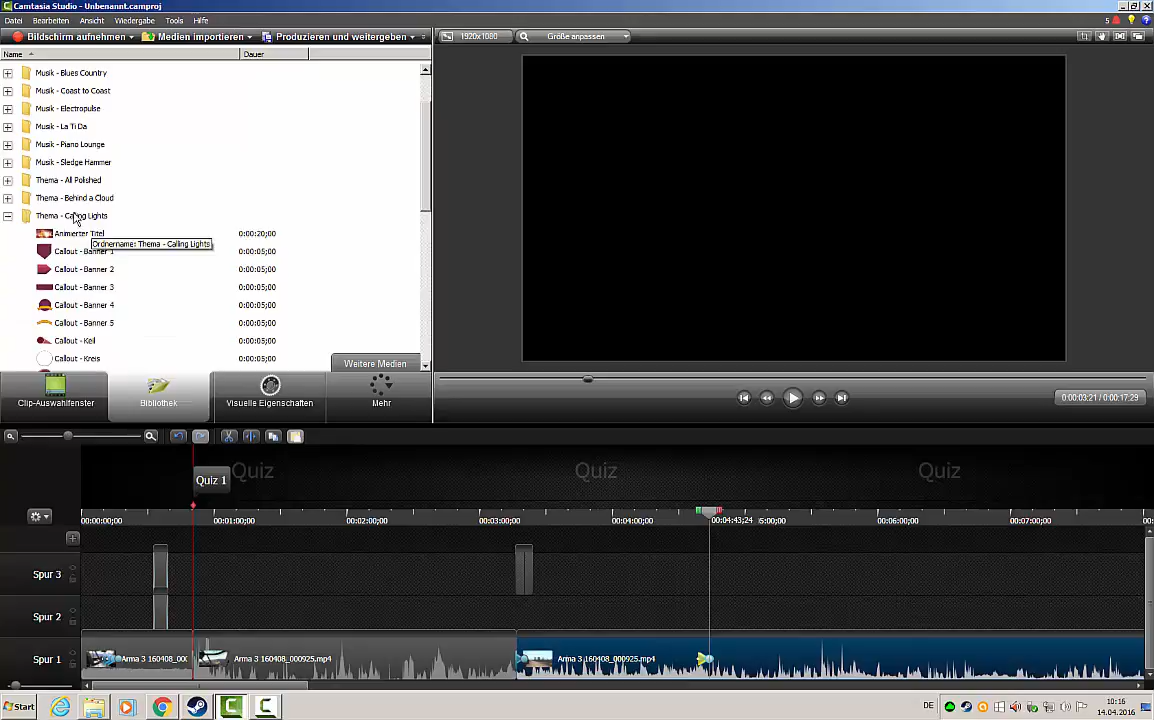 Camtasia Studio - Unbenannt.camproj
Datei Bearbeiten Ansicht Wiedergabe Tools Hilfe
5
Bildschirm aufnehmen Medien importieren Produzieren und weitergeben
1920x1080 Größe anpassen
Name Dauer
Musik - Blues Country
Musik - Coast to Coast
Musik - Electropulse
Musik - La Ti Da
Musik - Piano Lounge
Musik - Sledge Hammer
Thema - All Polished
Thema - Behind a Cloud
Thema - Calling Lights
Animierter Titel 0:00:20;00
Ordnername: Thema - Calling Lights
Callout - Banner 1 0:00:05;00
Callout - Banner 2 0:00:05;00
Callout - Banner 3 0:00:05;00
Callout - Banner 4 0:00:05;00
Callout - Banner 5 0:00:05;00
Callout - Keil 0:00:05;00
Callout - Kreis 0:00:05;00
Weitere Medien
Clip-Auswahlfenster Bibliothek Visuelle Eigenschaften Mehr
0:00:03;21 / 0:00:17;29
Quiz Quiz Quiz
Quiz 1
00:00:00;00 00:01:00;00 00:02:00;00 00:03:00;00 00:04:00;00 00:04:43;24 i5:00;00 00:06:00;00 00:07:00;00 00:
Spur 3
Spur 2
Spur 1 Arma 3 160408_000 Arma 3 160408_000925.mp4 Arma 3 160408_000925.mp4
Start DE 10:16
14.04.2016